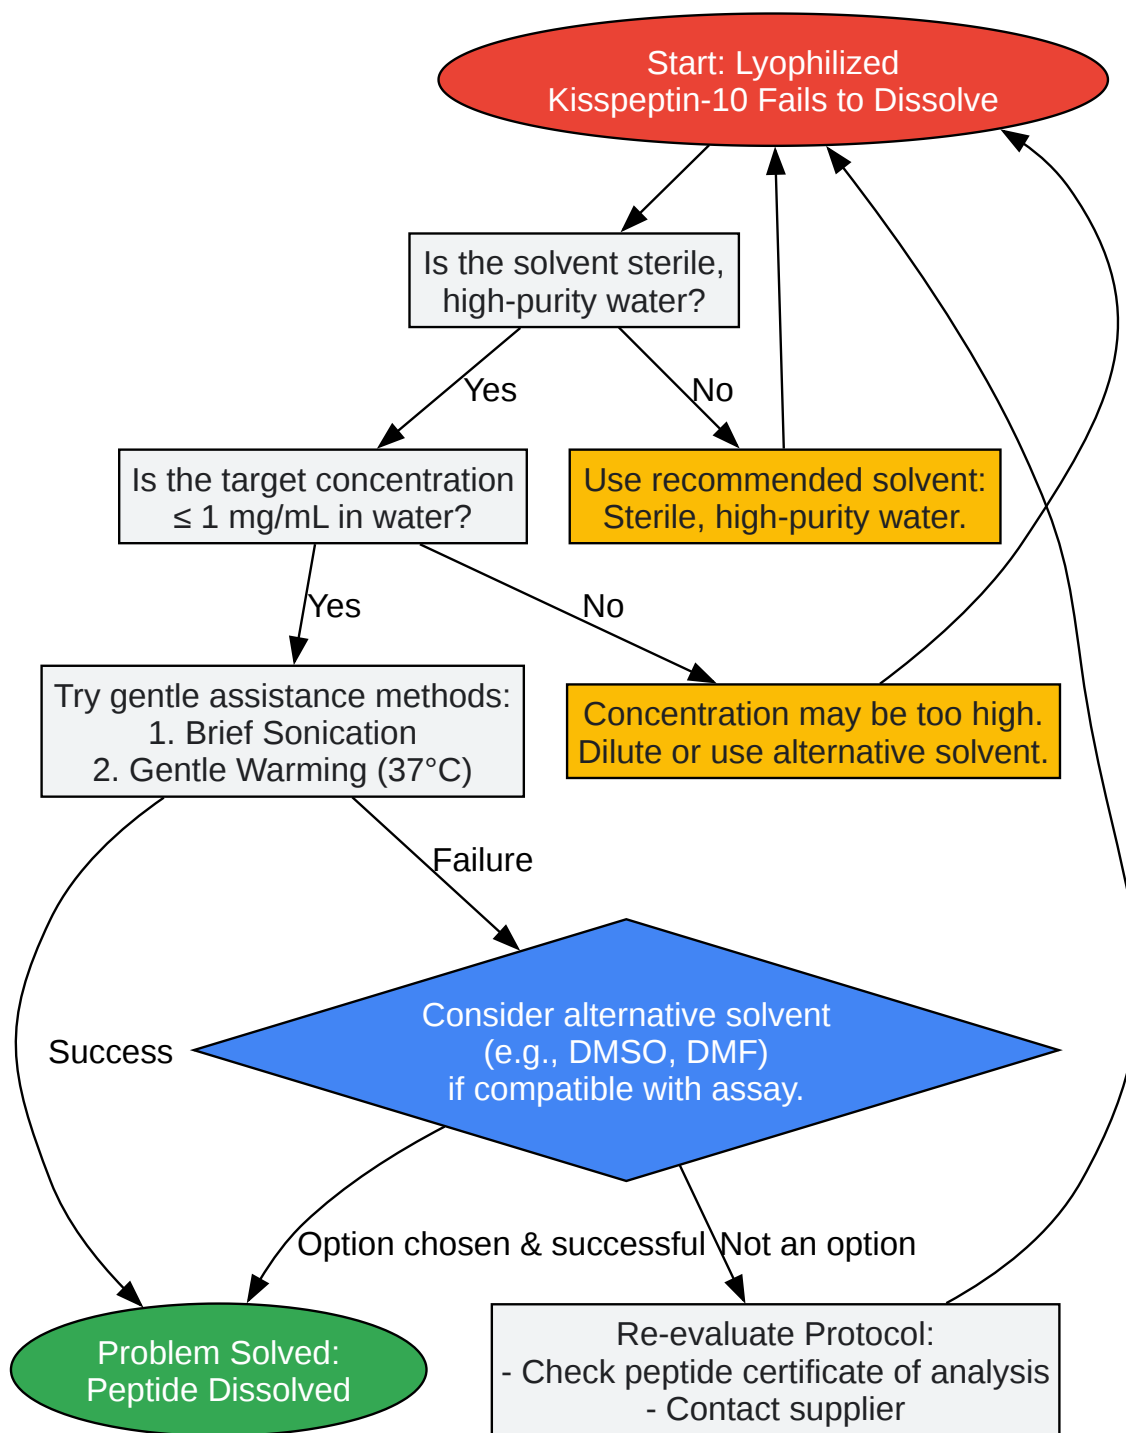 Start: Lyophilized
Kisspeptin-10 Fails to Dissolve
Is the solvent sterile,
high-purity water?
Yes
No
Is the target concentration
≤ 1 mg/mL in water?
Use recommended solvent:
Sterile, high-purity water.
Yes
No
Try gentle assistance methods:
1. Brief Sonication
2. Gentle Warming (37°C)
Concentration may be too high.
Dilute or use alternative solvent.
Failure
Consider alternative solvent
(e.g., DMSO, DMF)
if compatible with assay.
Success
Option chosen & successful
Not an option
Problem Solved:
Peptide Dissolved
Re-evaluate Protocol:
- Check peptide certificate of analysis
- Contact supplier